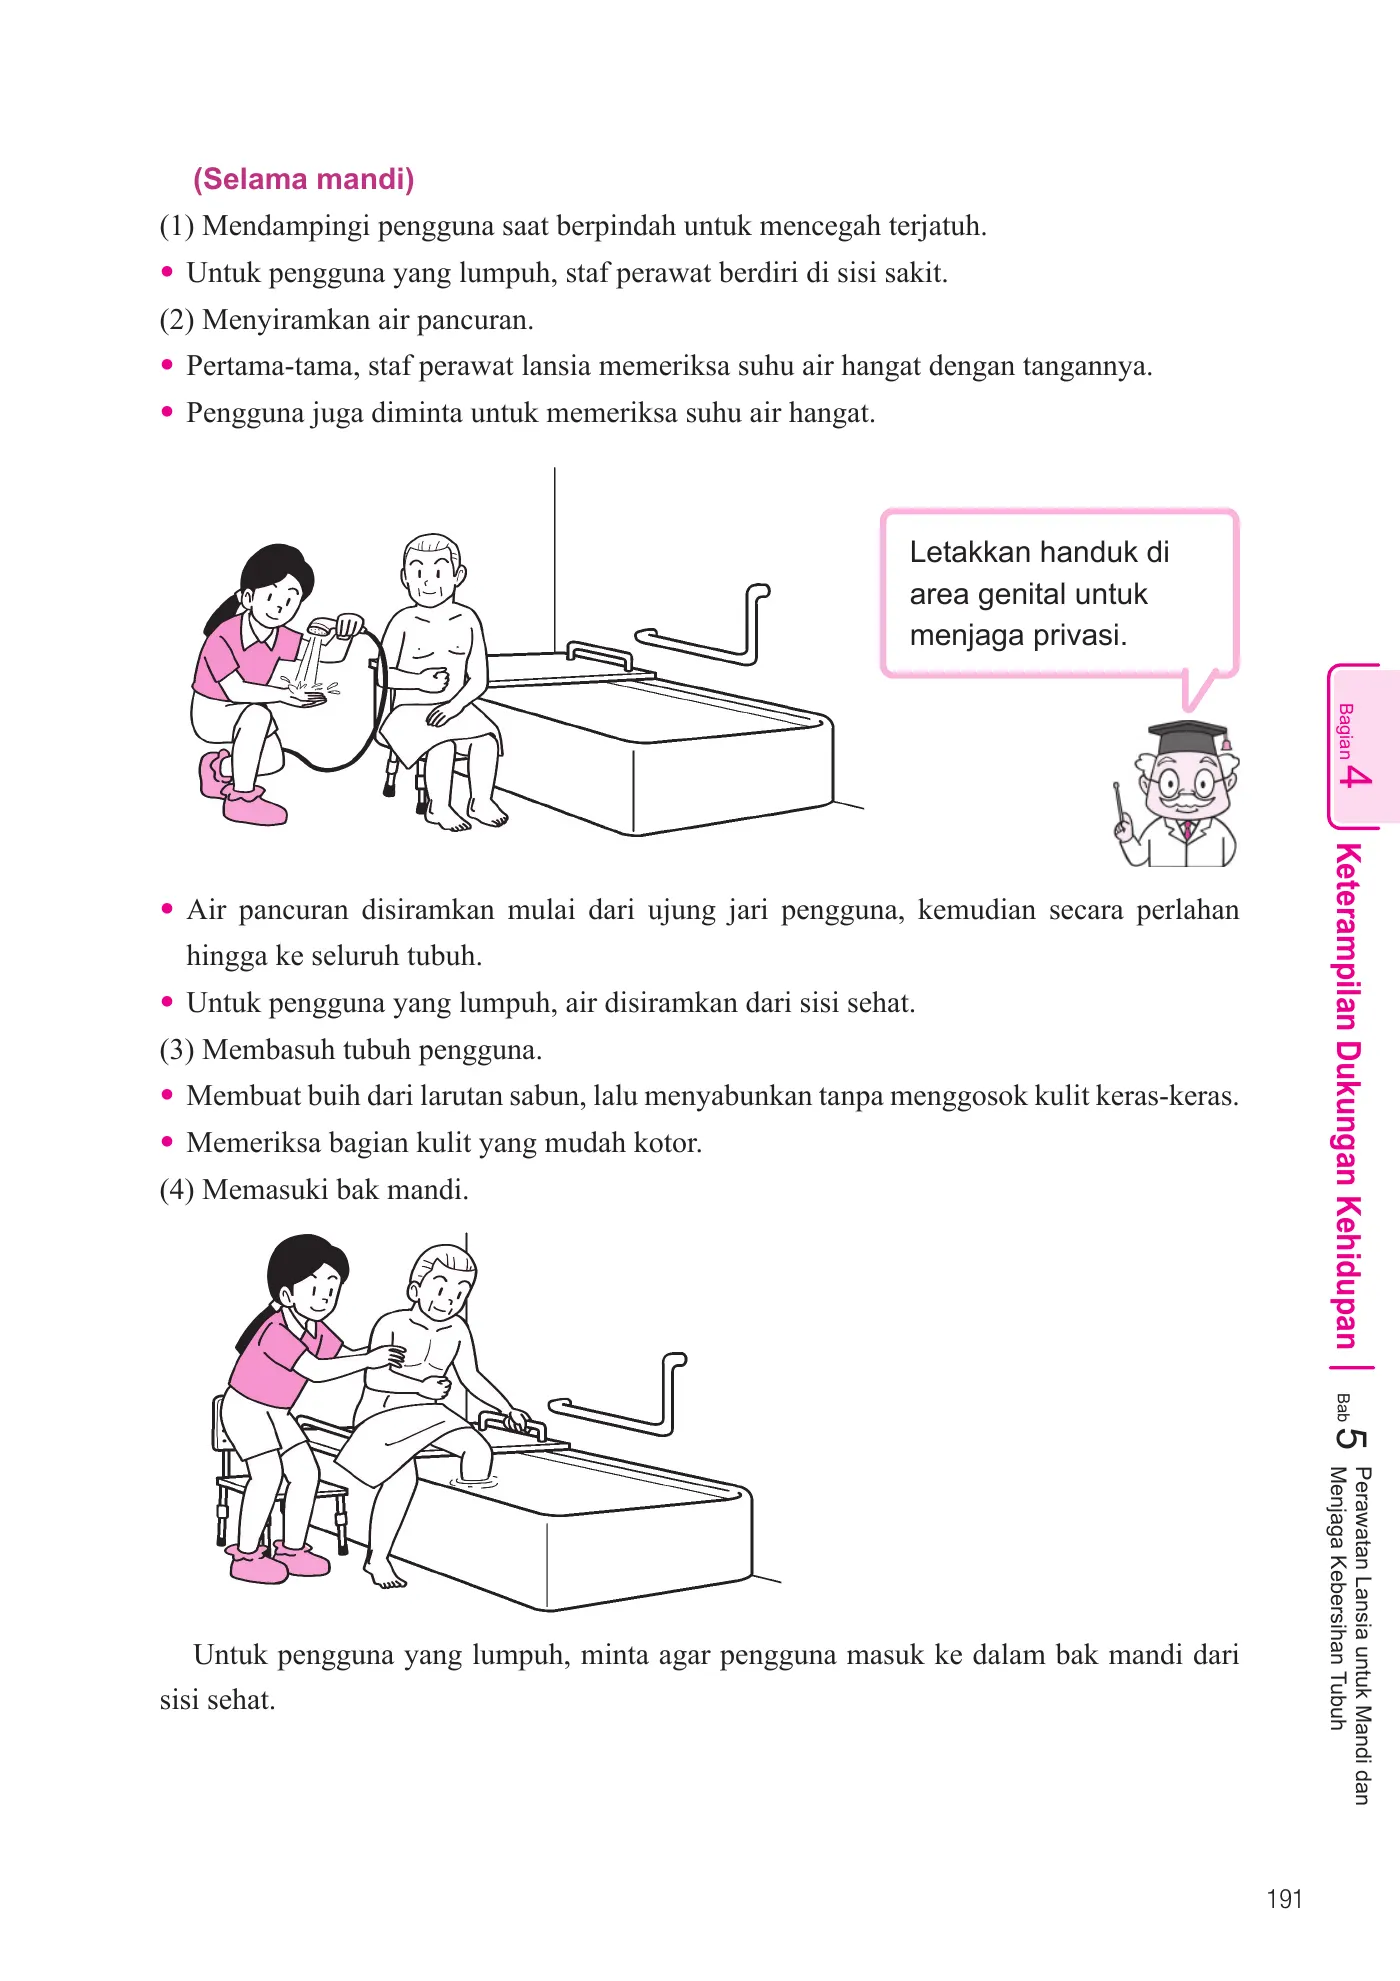 (Selama mandi)
(1) Mendampingi pengguna saat berpindah untuk mencegah terjatuh.
• Untuk pengguna yang lumpuh, staf perawat berdiri di sisi sakit.
(2) Menyiramkan air pancuran.
• Pertama-tama, staf perawat lansia memeriksa suhu air hangat dengan tangannya.
• Pengguna juga diminta untuk memeriksa suhu air hangat.
Letakkan handuk di
area genital untuk
menjaga privasi.
• Air pancuran disiramkan mulai dari ujung jari pengguna, kemudian secara perlahan
hingga ke seluruh tubuh.
• Untuk pengguna yang lumpuh, air disiramkan dari sisi sehat.
(3) Membasuh tubuh pengguna.
• Membuat buih dari larutan sabun, lalu menyabunkan tanpa menggosok kulit keras-keras.
• Memeriksa bagian kulit yang mudah kotor.
(4) Memasuki bak mandi.
Untuk pengguna yang lumpuh, minta agar pengguna masuk ke dalam bak mandi dari
sisi sehat.
Bagian 4
Keterampilan Dukungan Kehidupan
Bab 5
Perawatan Lansia untuk Mandi dan
Menjaga Kebersihan Tubuh
191